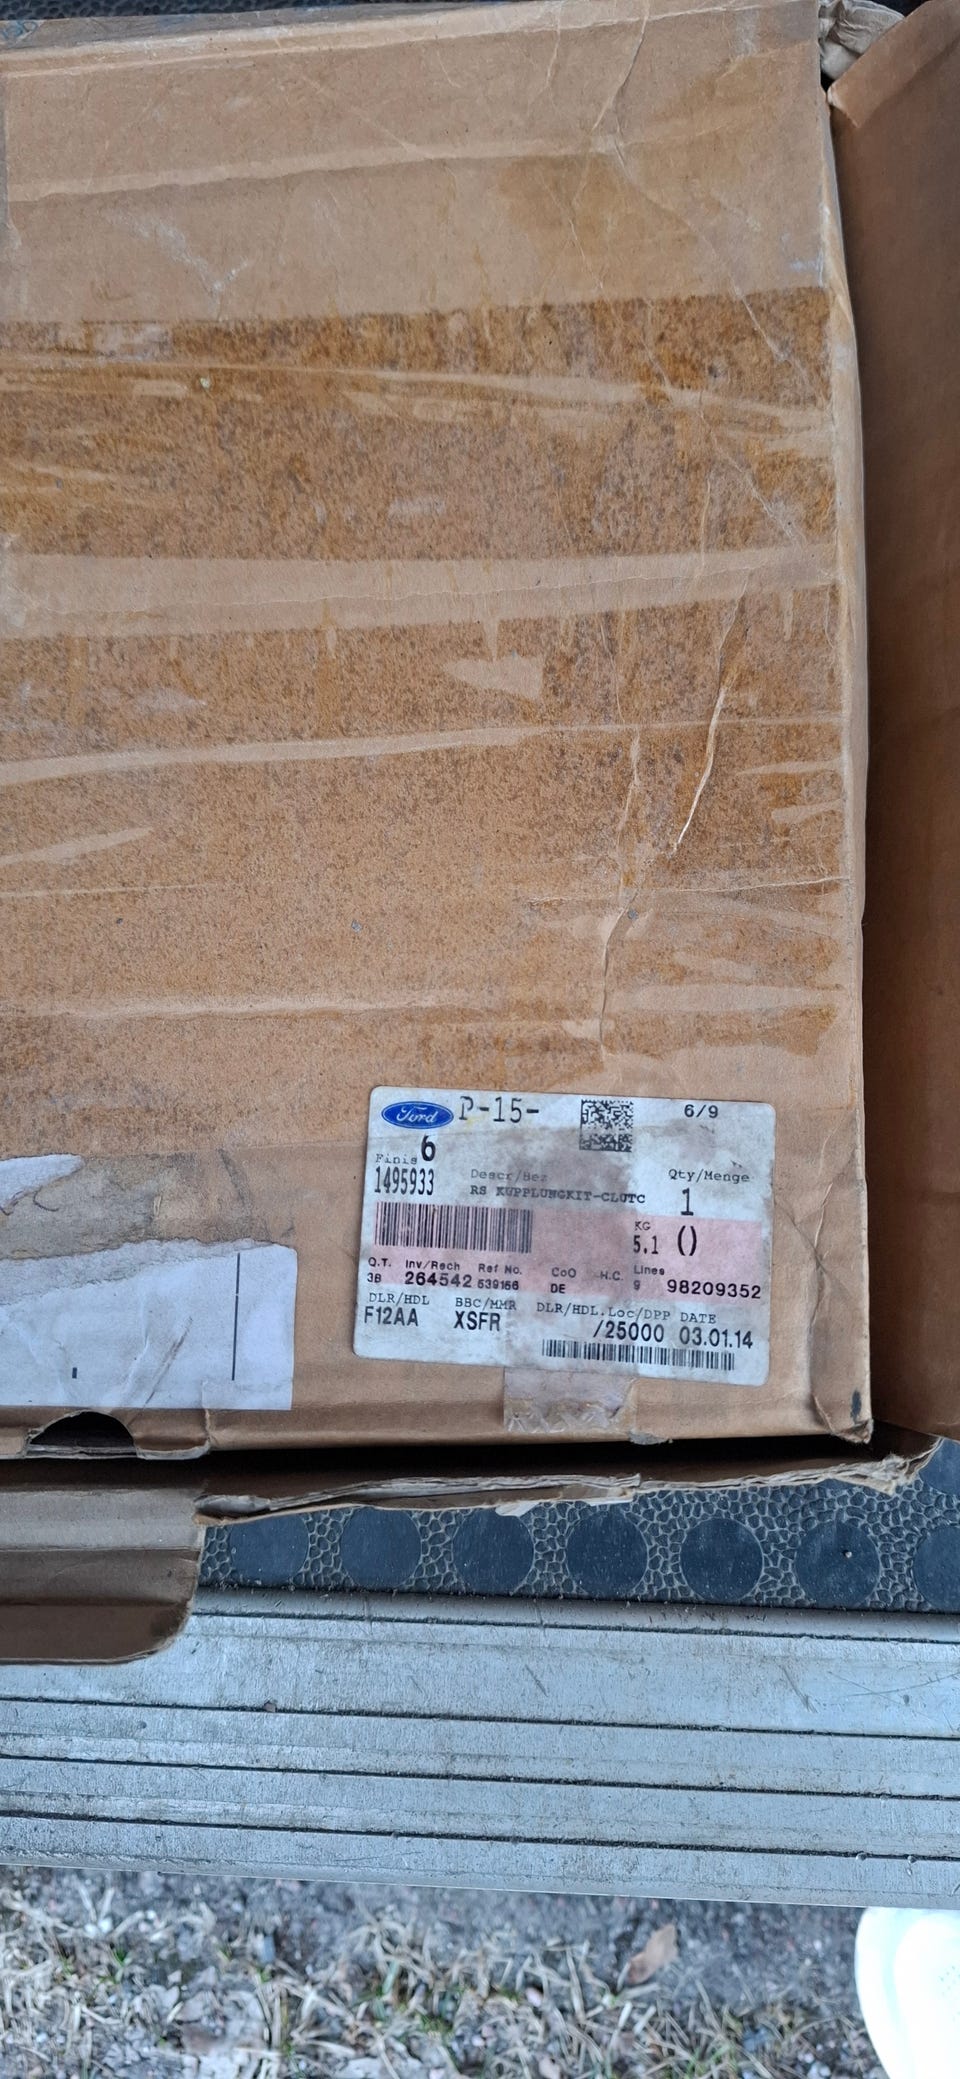 Ford P-15- 6/9
6
Finis
1495933
Descr/Bez
RS KUPPLUNGKIT-CLUTC
Qty/Menge
1
KG
5.1 ()
Q.T. Inv/Rech Ref No. CoO H.C. Lines
3B 264542 539156 DE 9 98209352
DLR/HDL BBC/MMR DLR/HDL.Loc/DPP DATE
F12AA XSFR /25000 03.01.14